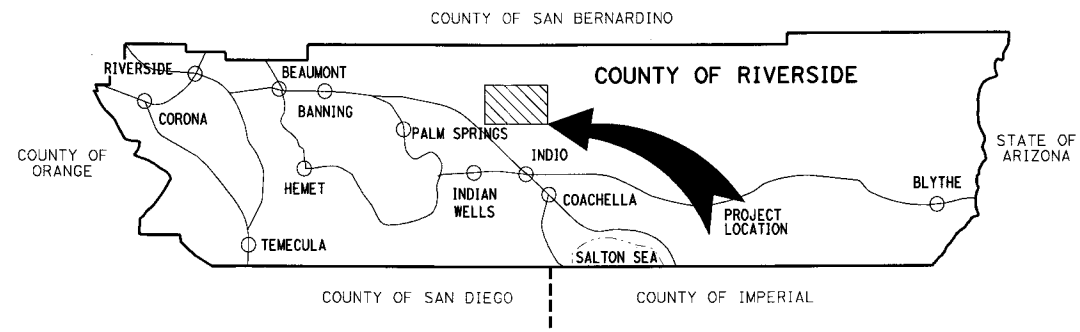 COUNTY OF SAN BERNARDINO
RIVERSIDE
BEAUMONT
COUNTY OF RIVERSIDE
CORONA
BANNING
PALM SPRINGS
COUNTY OF
ORANGE
STATE OF
ARIZONA
HEMET
INDIO
INDIAN
WELLS
COACHELLA
BLYTHE
PROJECT
LOCATION
TEMECULA
SALTON SEA
COUNTY OF SAN DIEGO
COUNTY OF IMPERIAL